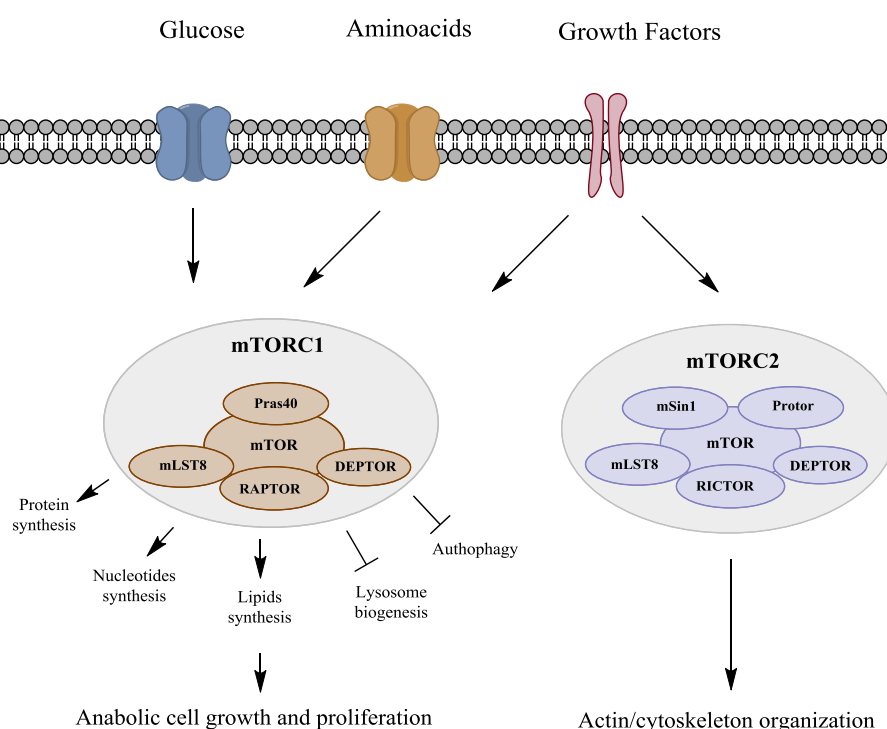 Glucose
Aminoacids
Growth Factors
mTORC1
Pras40
mTOR
mLST8
DEPTOR
RAPTOR
mTORC2
mSin1
Protor
mTOR
mLST8
DEPTOR
RICTOR
Protein
synthesis
Nucleotides
synthesis
Lipids
synthesis
Lysosome
biogenesis
Authophagy
Anabolic cell growth and proliferation
Actin/cytoskeleton organization